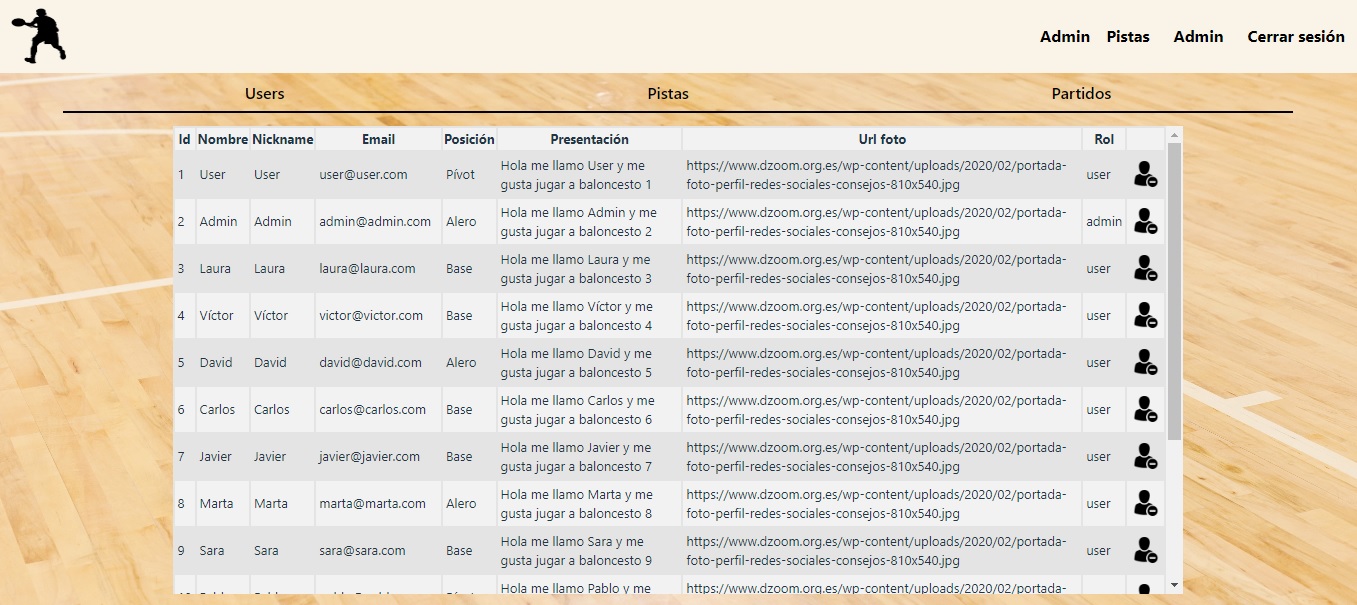 Admin Pistas Admin Cerrar sesión
Users Pistas Partidos
Id Nombre Nickname Email Posición Presentación Url foto Rol
1 User User user@user.com Pívot Hola me llamo User y me https://www.dzoom.org.es/wp-content/uploads/2020/02/portada- user
gusta jugar a baloncesto 1 foto-perfil-redes-sociales-consejos-810x540.jpg
2 Admin Admin admin@admin.com Alero Hola me llamo Admin y me https://www.dzoom.org.es/wp-content/uploads/2020/02/portada- admin
gusta jugar a baloncesto 2 foto-perfil-redes-sociales-consejos-810x540.jpg
3 Laura Laura laura@laura.com Base Hola me llamo Laura y me https://www.dzoom.org.es/wp-content/uploads/2020/02/portada- user
gusta jugar a baloncesto 3 foto-perfil-redes-sociales-consejos-810x540.jpg
4 Víctor Víctor victor@victor.com Base Hola me llamo Víctor y me https://www.dzoom.org.es/wp-content/uploads/2020/02/portada- user
gusta jugar a baloncesto 4 foto-perfil-redes-sociales-consejos-810x540.jpg
5 David David david@david.com Alero Hola me llamo David y me https://www.dzoom.org.es/wp-content/uploads/2020/02/portada- user
gusta jugar a baloncesto 5 foto-perfil-redes-sociales-consejos-810x540.jpg
6 Carlos Carlos carlos@carlos.com Base Hola me llamo Carlos y me https://www.dzoom.org.es/wp-content/uploads/2020/02/portada- user
gusta jugar a baloncesto 6 foto-perfil-redes-sociales-consejos-810x540.jpg
7 Javier Javier javier@javier.com Base Hola me llamo Javier y me https://www.dzoom.org.es/wp-content/uploads/2020/02/portada- user
gusta jugar a baloncesto 7 foto-perfil-redes-sociales-consejos-810x540.jpg
8 Marta Marta marta@marta.com Alero Hola me llamo Marta y me https://www.dzoom.org.es/wp-content/uploads/2020/02/portada- user
gusta jugar a baloncesto 8 foto-perfil-redes-sociales-consejos-810x540.jpg
9 Sara Sara sara@sara.com Base Hola me llamo Sara y me https://www.dzoom.org.es/wp-content/uploads/2020/02/portada- user
gusta jugar a baloncesto 9 foto-perfil-redes-sociales-consejos-810x540.jpg
Hola me llamo Pablo y me https://www.dzoom.org.es/wp-content/uploads/2020/02/portada-